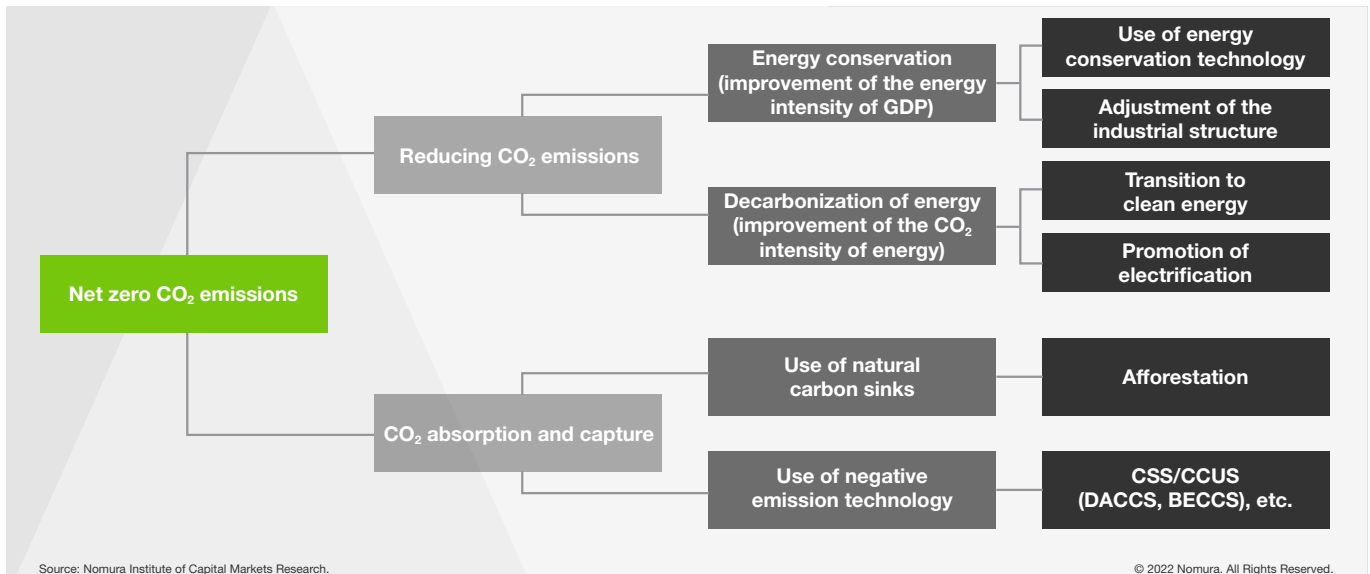 Net zero CO₂ emissions
Reducing CO₂ emissions
Energy conservation
(improvement of the energy
intensity of GDP)
Use of energy
conservation technology
Adjustment of the
industrial structure
Decarbonization of energy
(improvement of the CO₂
intensity of energy)
Transition to
clean energy
Promotion of
electrification
CO₂ absorption and capture
Use of natural
carbon sinks
Afforestation
Use of negative
emission technology
CSS/CCUS
(DACCS, BECCS), etc.
Source: Nomura Institute of Capital Markets Research.
© 2022 Nomura. All Rights Reserved.